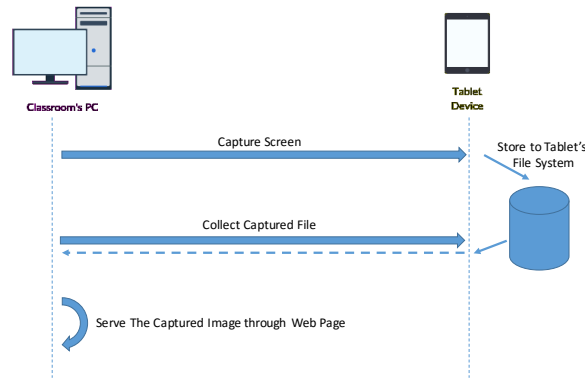 Classroom's PC
Tablet
Device
Capture Screen
Store to Tablet's
File System
Collect Captured File
Serve The Captured Image through Web Page